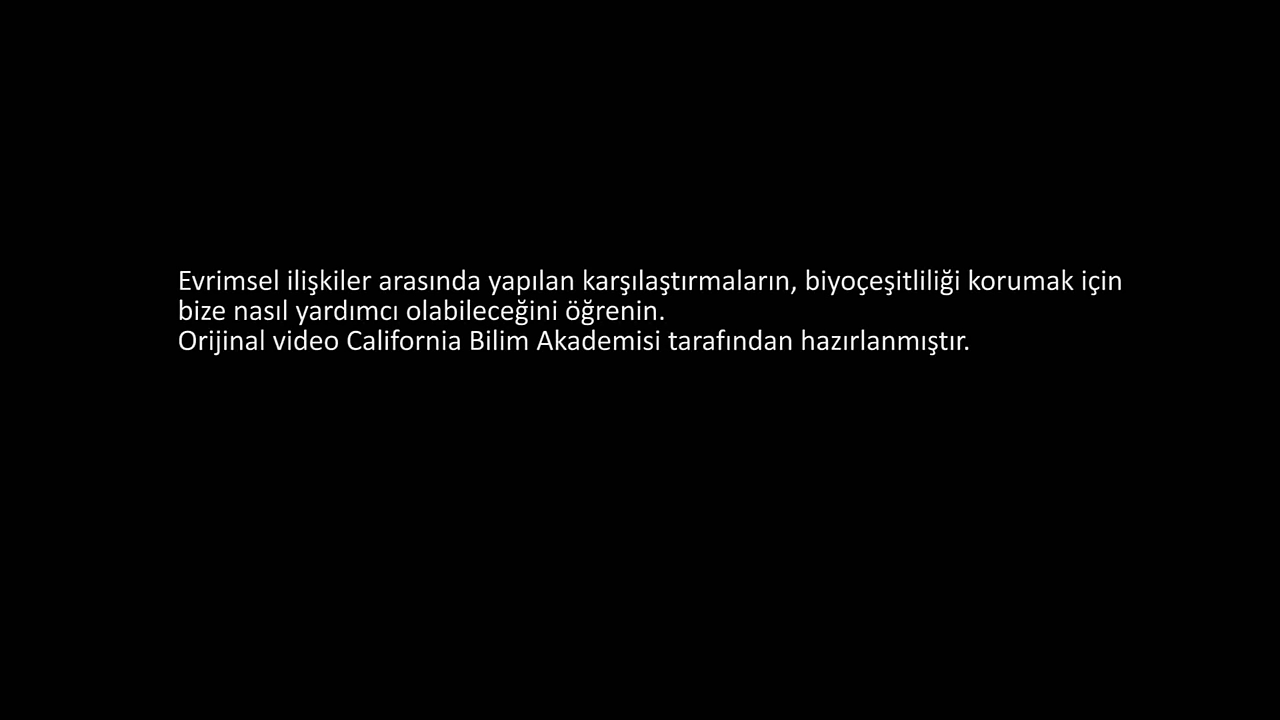 Evrimsel ilişkiler arasında yapılan karşılaştırmaların, biyoçeşitliliği korumak için
bize nasıl yardımcı olabileceğini öğrenin.
Orijinal video California Bilim Akademisi tarafından hazırlanmıştır.